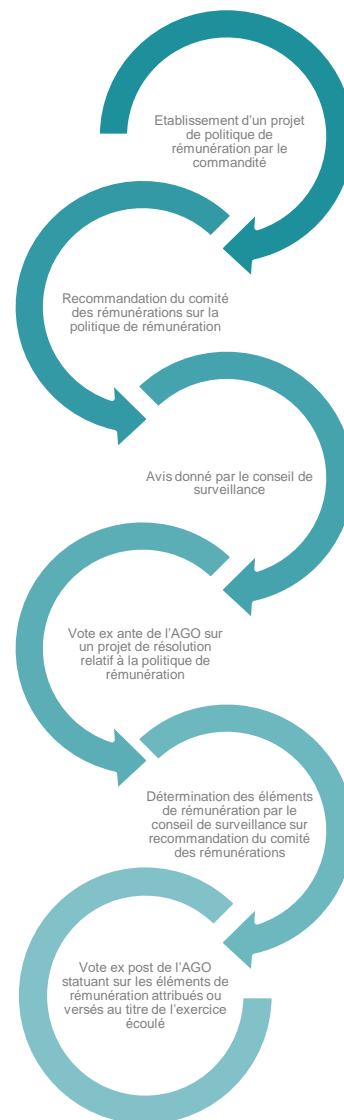 Etablissement d'un projet
de politique de
rémunération par le
commandité
Recommandation du comité
des rémunérations sur la
politique de rémunération
Avis donné par le conseil de
surveillance
Vote ex ante de l'AGO sur
un projet de résolution
relatif à la politique de
rémunération
Détermination des éléments
de rémunération par le
conseil de surveillance sur
recommandation du comité
des rémunérations
Vote ex post de l'AGO
statuant sur les éléments de
rémunération attribués ou
versés au titre de l'exercice
écoulé